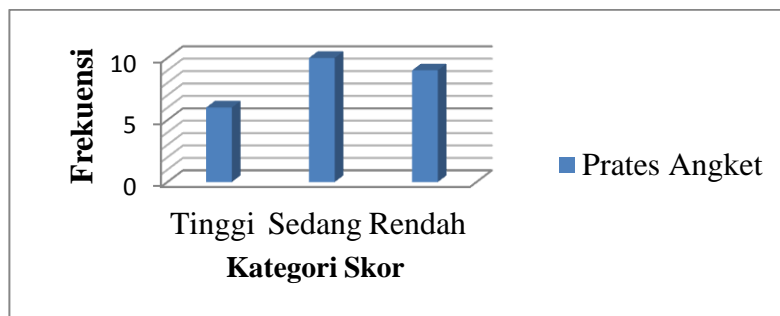 Frekuensi
10
5
0
Tinggi Sedang Rendah
Kategori Skor
Prates Angket